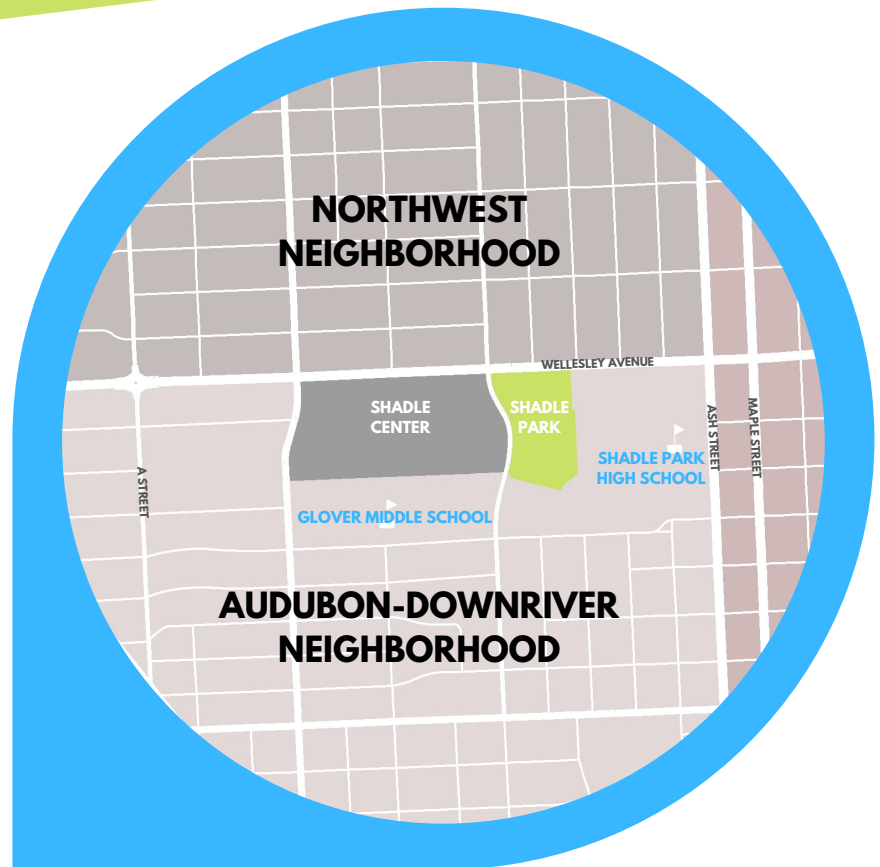 NORTHWEST
NEIGHBORHOOD
WELLESLEY AVENUE
SHADLE
CENTER
SHADLE
PARK
ASH STREET
MAPLE STREET
SHADLE PARK
HIGH SCHOOL
A STREET
GLOVER MIDDLE SCHOOL
AUDUBON-DOWNRIVER
NEIGHBORHOOD